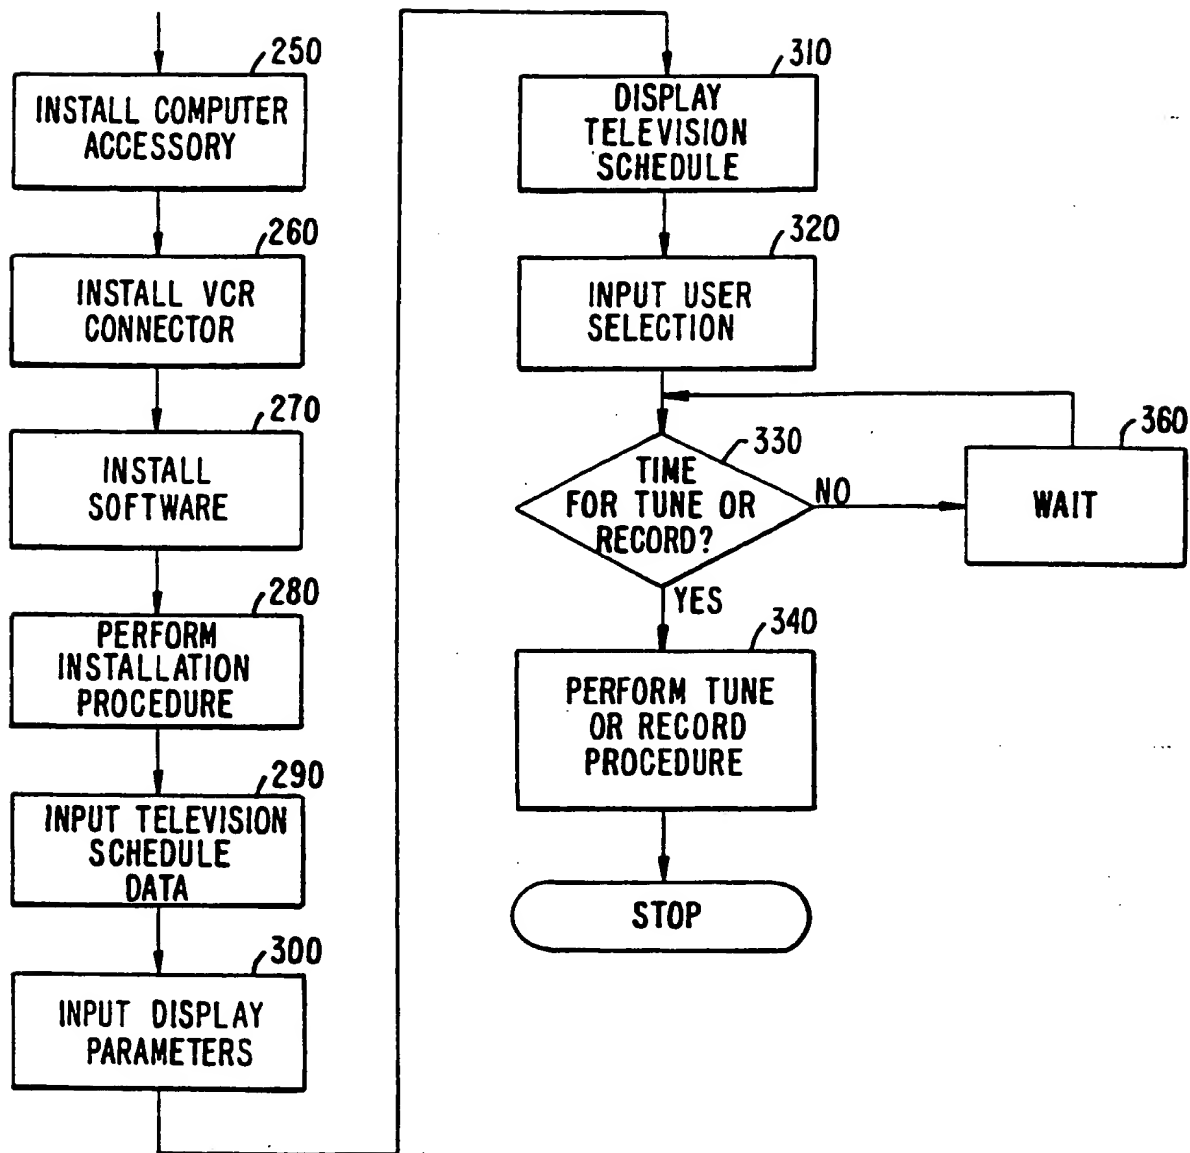 250
INSTALL COMPUTER
ACCESSORY
260
INSTALL VCR
CONNECTOR
270
INSTALL
SOFTWARE
280
PERFORM
INSTALLATION
PROCEDURE
290
INPUT TELEVISION
SCHEDULE
DATA
300
INPUT DISPLAY
PARAMETERS
310
DISPLAY
TELEVISION
SCHEDULE
320
INPUT USER
SELECTION
330
TIME
FOR TUNE OR
RECORD?
NO
360
WAIT
YES
340
PERFORM TUNE
OR RECORD
PROCEDURE
STOP